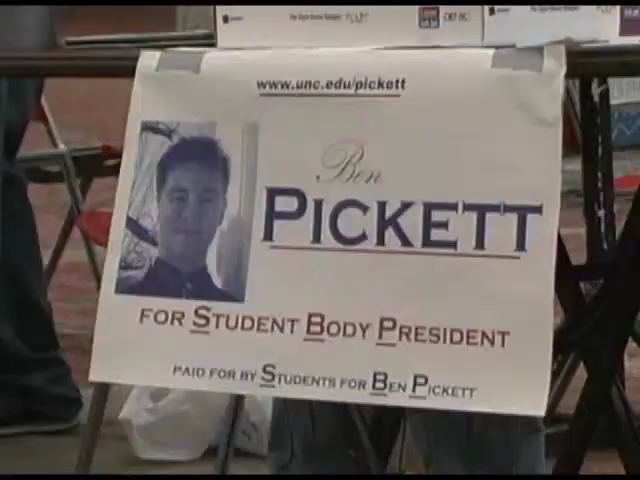 www.unc.edu/pickett
Ben
PICKETT
FOR STUDENT BODY PRESIDENT
PAID FOR BY STUDENTS FOR BEN PICKETT